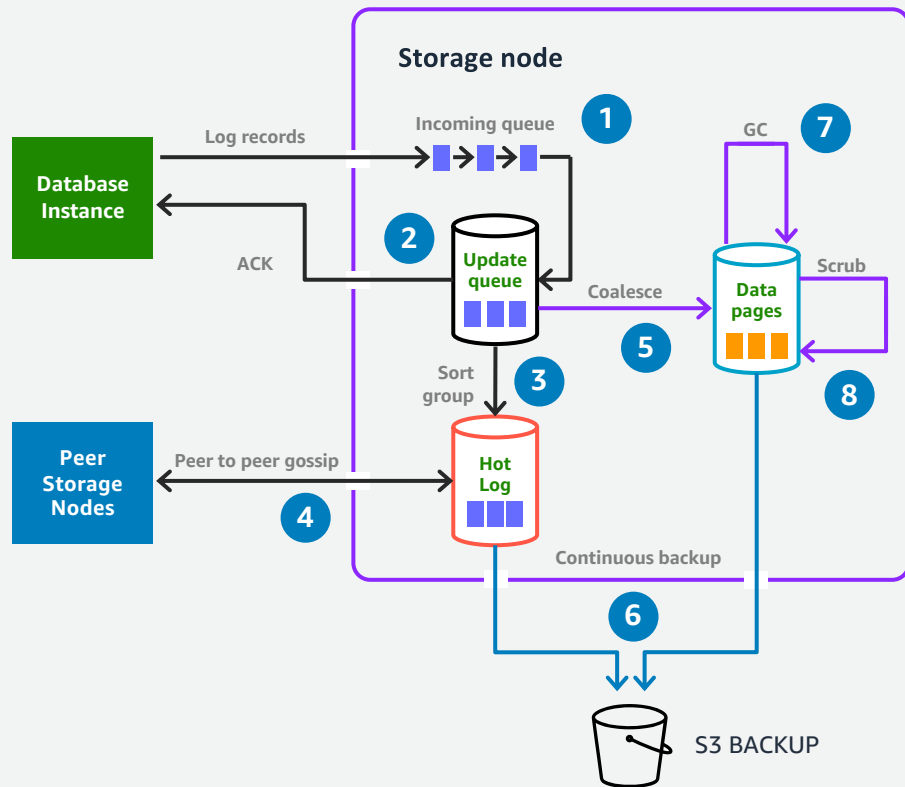 Storage node
1
Incoming queue
Log records
GC
7
Database
Instance
2
ACK
Update
queue
Coalesce
5
Data
pages
Scrub
8
Sort
group
3
Peer
Storage
Nodes
Peer to peer gossip
4
Hot
Log
Continuous backup
6
S3 BACKUP